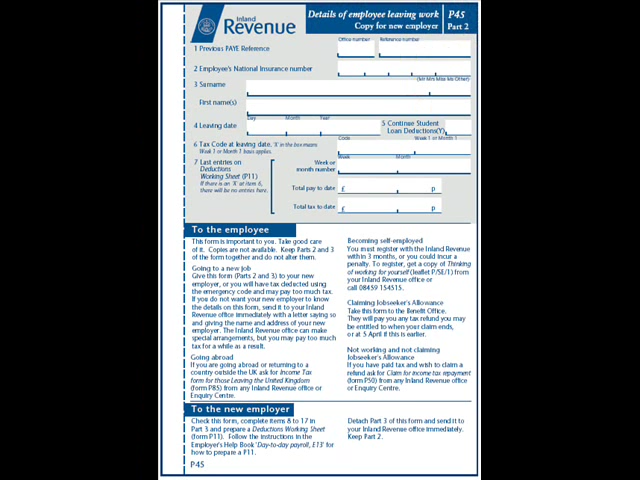 Inland
Revenue
Details of employee leaving work
Copy for new employer
P45
Part 2
Office number
Reference number
1 Previous PAYE Reference
2 Employee's National Insurance number
(Mr Mrs Miss Ms Other)
3 Surname
First name(s)
Day Month Year
4 Leaving date
5 Continue Student
Loan Deductions(Y)
Code Week 1 or Month 1
6 Tax Code at leaving date, 'X' in the box means
Week 1 or Month 1 basis applies.
Week Month
7 Last entries on
Deductions
Working Sheet (P11)
If there is an 'X' at item 6,
there will be no entries here.
Week or
month number
Total pay to date £ p
Total tax to date £ p
To the employee
This form is important to you. Take good care
of it. Copies are not available. Keep Parts 2 and 3
of the form together and do not alter them.
Going to a new job
Give this form (Parts 2 and 3) to your new
employer, or you will have tax deducted using
the emergency code and may pay too much tax.
If you do not want your new employer to know
the details on this form, send it to your Inland
Revenue office immediately with a letter saying so
and giving the name and address of your new
employer. The Inland Revenue office can make
special arrangements, but you may pay too much
tax for a while as a result.
Going abroad
If you are going abroad or returning to a
country outside the UK ask for Income Tax
form for those Leaving the United Kingdom
(form P85) from any Inland Revenue office or
Enquiry Centre.
Becoming self-employed
You must register with the Inland Revenue
within 3 months, or you could incur a
penalty. To register, get a copy of Thinking
of working for yourself (leaflet P/SE/1) from
your Inland Revenue office or
call 08459 154515.
Claiming Jobseeker's Allowance
Take this form to the Benefit Office.
They will pay you any tax refund you may
be entitled to when your claim ends,
or at 5 April if this is earlier.
Not working and not claiming
Jobseeker's Allowance
If you have paid tax and wish to claim a
refund ask for Claim for income tax repayment
(form P50) from any Inland Revenue office
or Enquiry Centre.
To the new employer
Check this form, complete items 8 to 17 in
Part 3 and prepare a Deductions Working Sheet
(form P11). Follow the instructions in the
Employer's Help Book 'Day-to-day payroll, E13' for
how to prepare a P11.
Detach Part 3 of this form and send it to
your Inland Revenue office immediately.
Keep Part 2.
P45